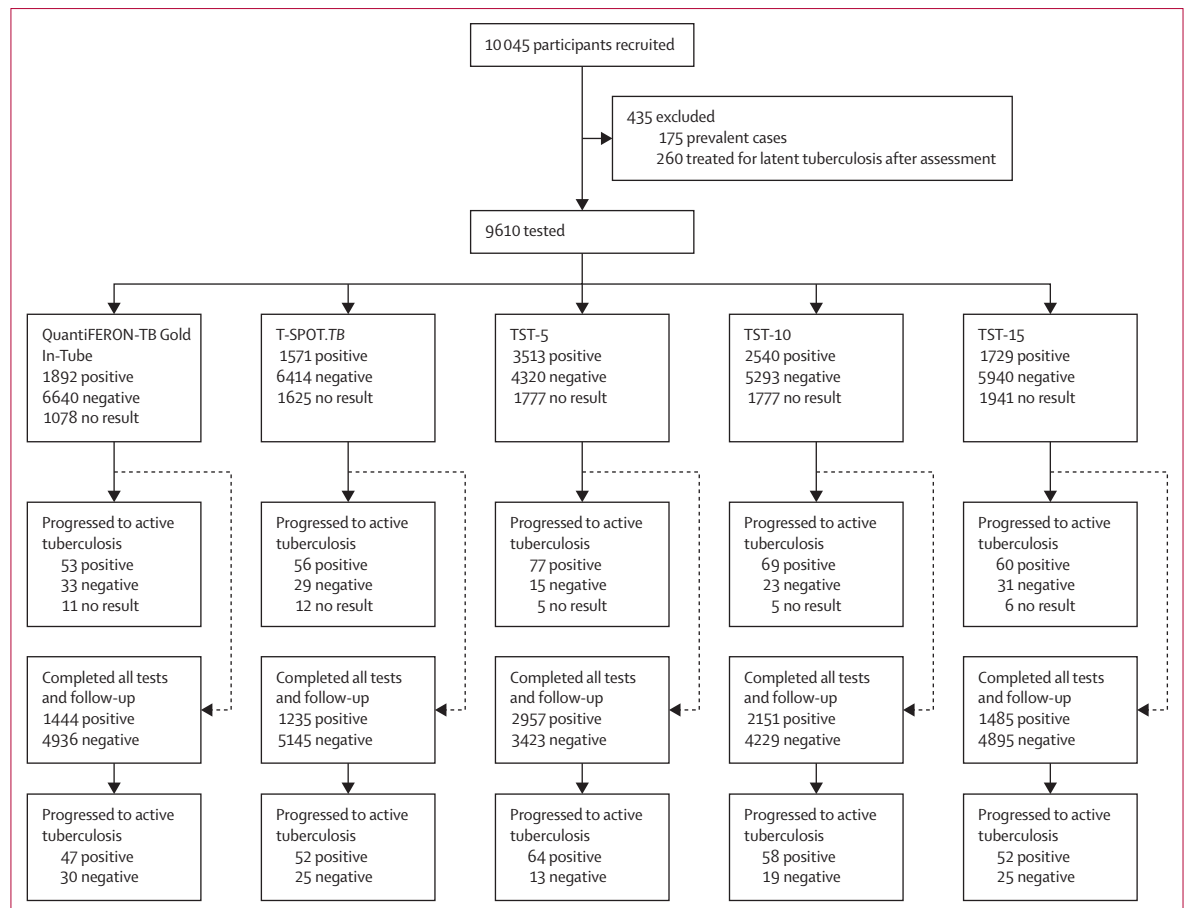 10 045 participants recruited
435 excluded
175 prevalent cases
260 treated for latent tuberculosis after assessment
9610 tested
QuantiFERON-TB Gold
In-Tube
1892 positive
6640 negative
1078 no result
T-SPOT.TB
1571 positive
6414 negative
1625 no result
TST-5
3513 positive
4320 negative
1777 no result
TST-10
2540 positive
5293 negative
1777 no result
TST-15
1729 positive
5940 negative
1941 no result
Progressed to active
tuberculosis
53 positive
33 negative
11 no result
Progressed to active
tuberculosis
56 positive
29 negative
12 no result
Progressed to active
tuberculosis
77 positive
15 negative
5 no result
Progressed to active
tuberculosis
69 positive
23 negative
5 no result
Progressed to active
tuberculosis
60 positive
31 negative
6 no result
Completed all tests
and follow-up
1444 positive
4936 negative
Completed all tests
and follow-up
1235 positive
5145 negative
Completed all tests
and follow-up
2957 positive
3423 negative
Completed all tests
and follow-up
2151 positive
4229 negative
Completed all tests
and follow-up
1485 positive
4895 negative
Progressed to active
tuberculosis
47 positive
30 negative
Progressed to active
tuberculosis
52 positive
25 negative
Progressed to active
tuberculosis
64 positive
13 negative
Progressed to active
tuberculosis
58 positive
19 negative
Progressed to active
tuberculosis
52 positive
25 negative